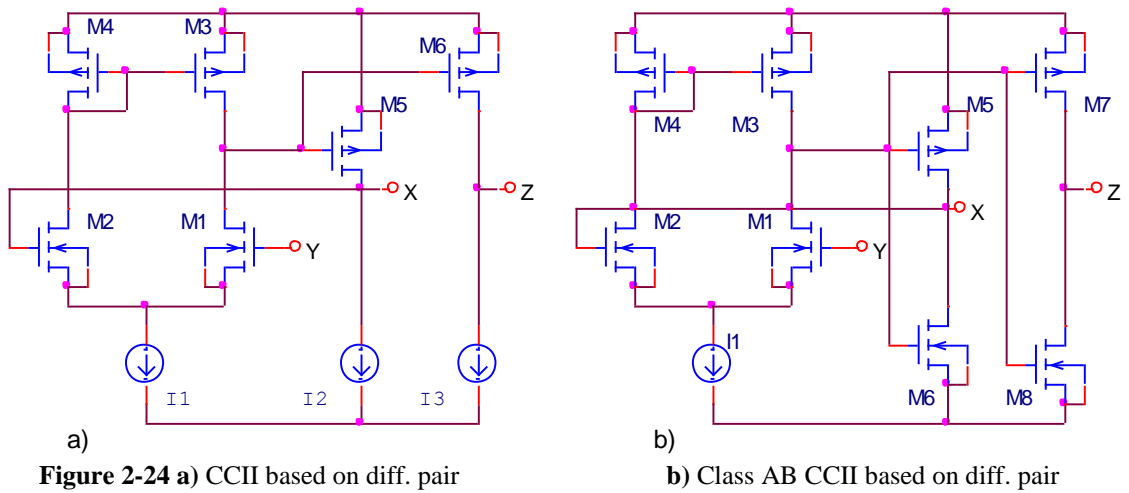 M4 M3 M6 M5 X Z
M2 M1 Y
I1 I2 I3
a)
M4 M3 M5 M7
X Z
M2 M1 Y
I1
M6 M8
b)
Figure 2-24 a) CCII based on diff. pair
b) Class AB CCII based on diff. pair